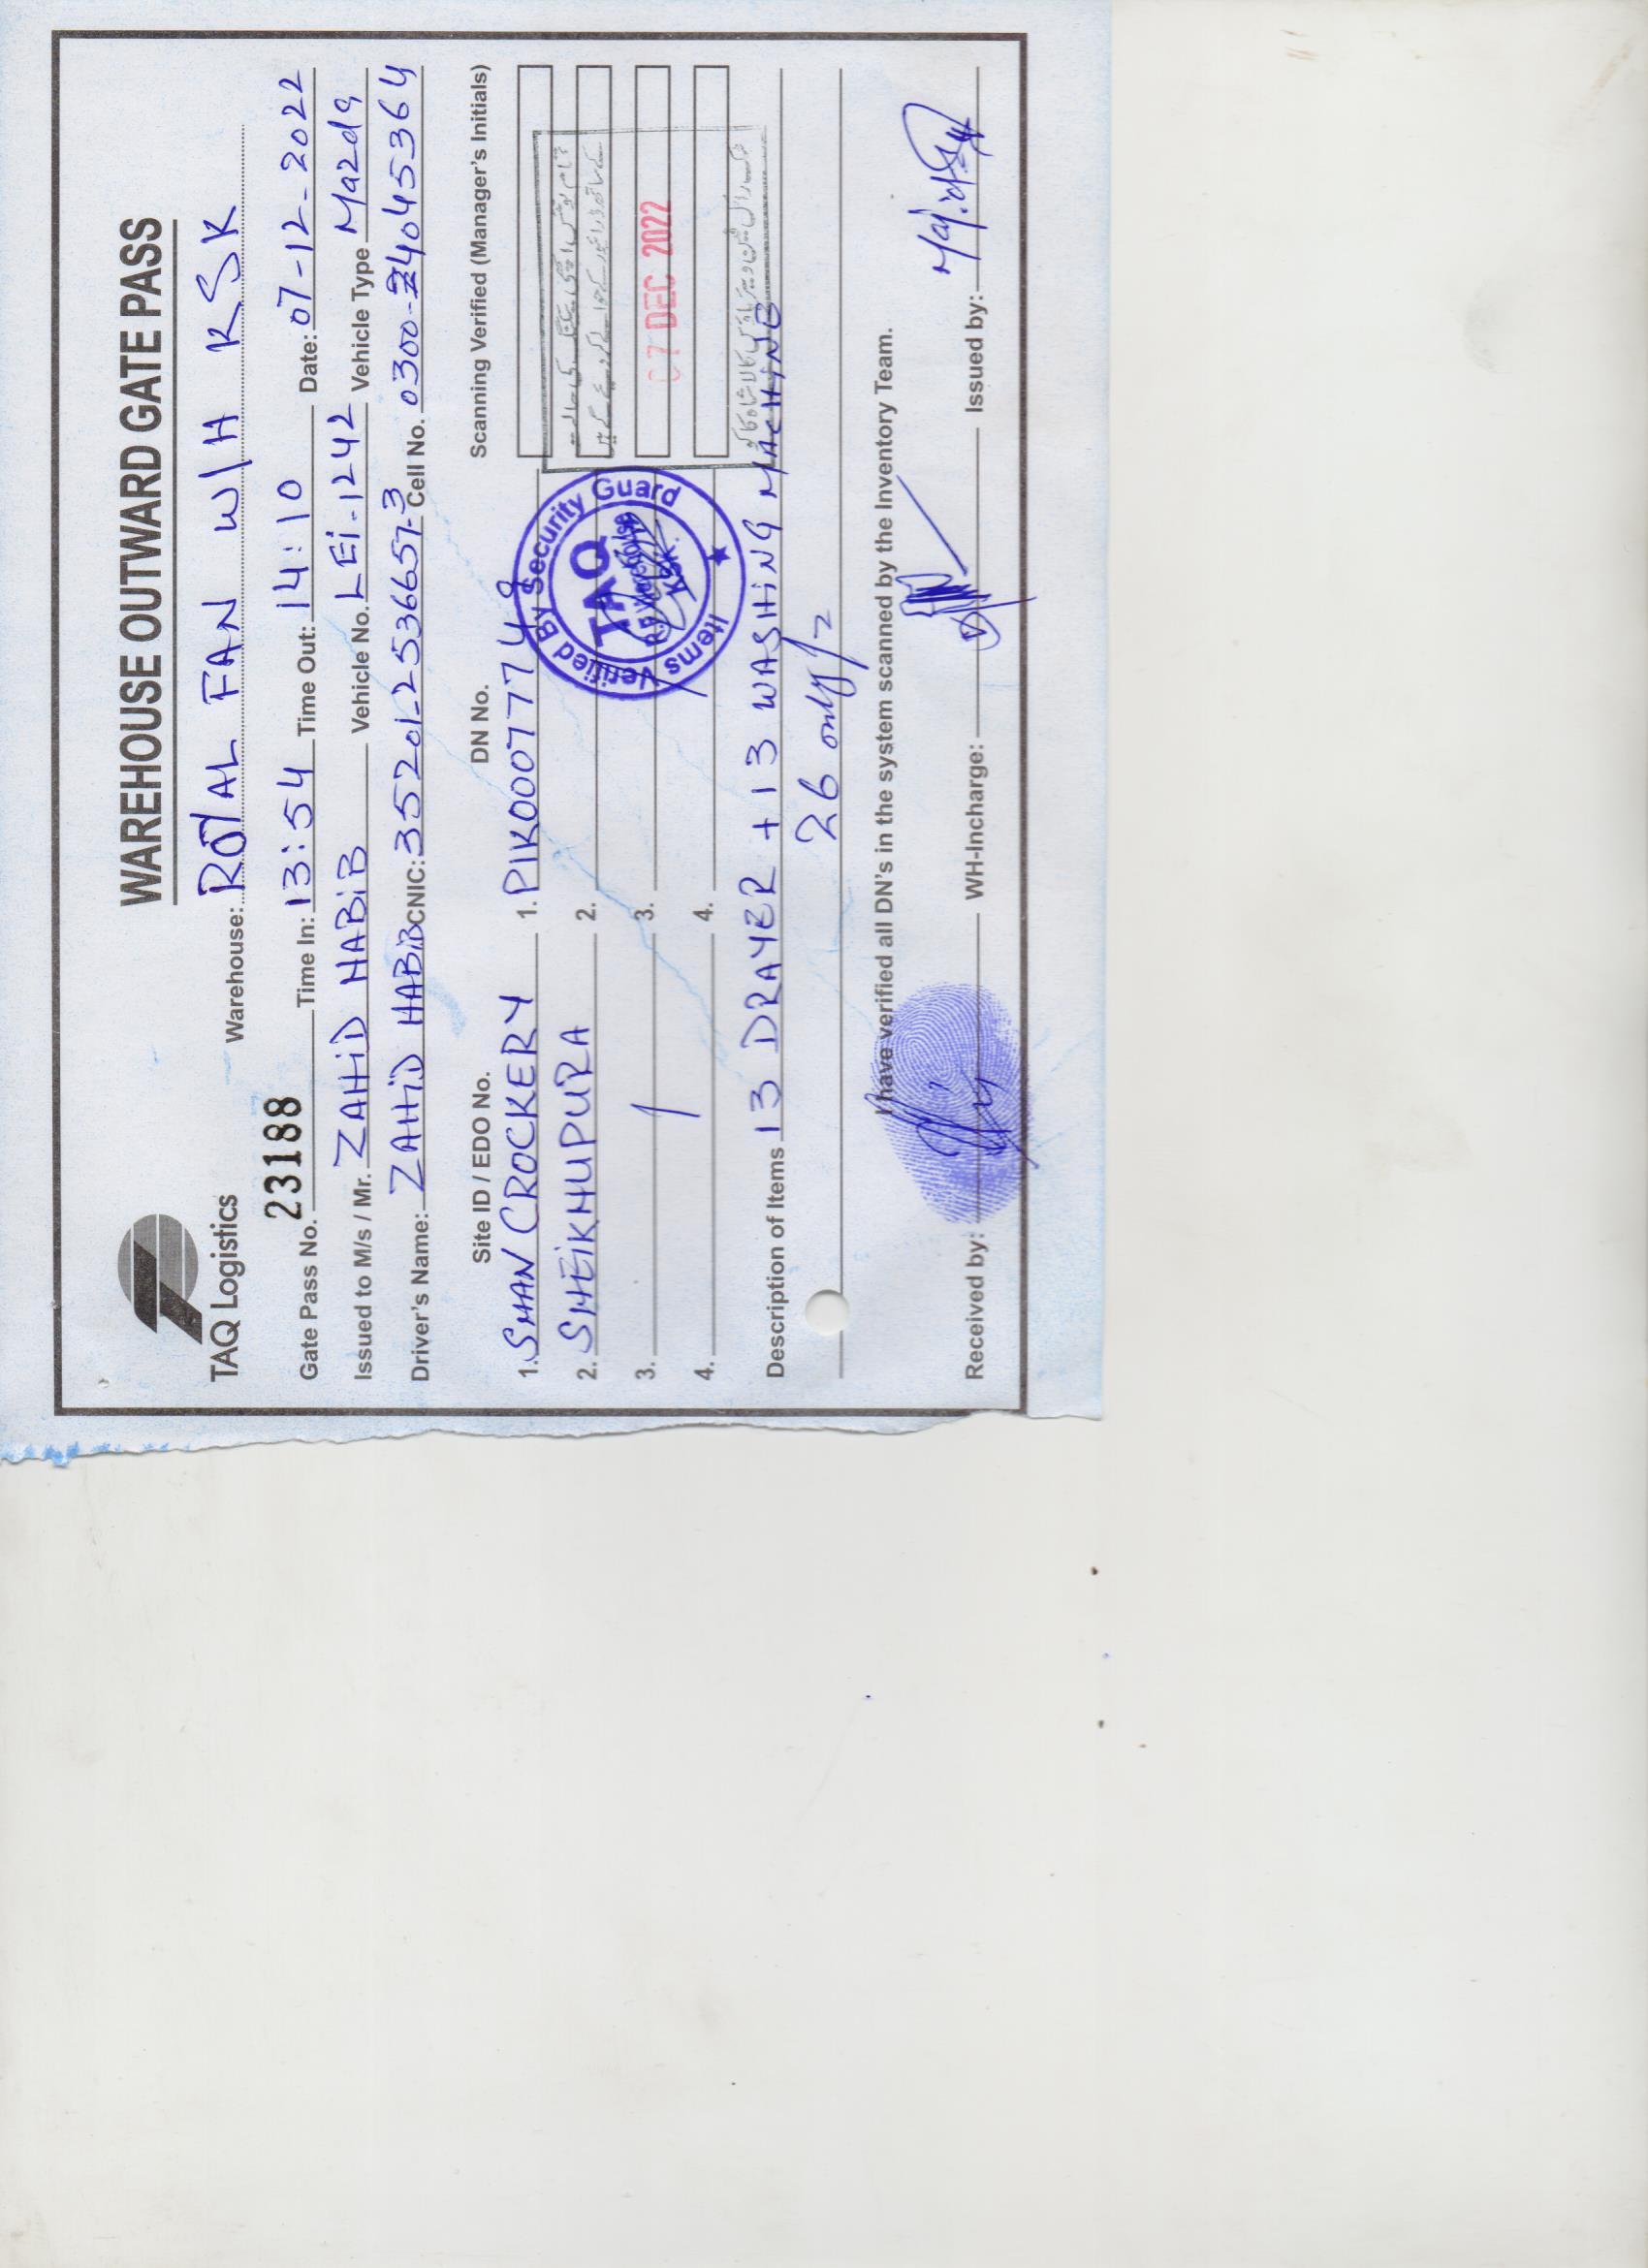 TAQ Logistics
WAREHOUSE OUTWARD GATE PASS
Warehouse: ROYAL FAN W/H KSK
Gate Pass No. 23188 Time In: 13:54 Time Out: 14:10 Date: 07-12-2022
Issued to M/s / Mr. ZAHiD HABiB Vehicle No. LEi-1242 Vehicle Type Mazda
Driver's Name: ZAHiD HABiB CNIC: 35201-2536657-3 Cell No. 0300-4045364
Site ID / EDO No. DN No. Scanning Verified (Manager's Initials)
1. SHAN CROCKERY 1. PIK0007774
2. SHEiKHUPURA 2.
3. 3.
4. 4.
Items Verified By Security Guard
TAQ
Warehouse
KSK.
07 DEC 2022
Description of Items 13 DRAYER + 13 WASHiNG MACHiNE
26 only
I have verified all DN's in the system scanned by the Inventory Team.
Received by: WH-Incharge: Issued by: Majid